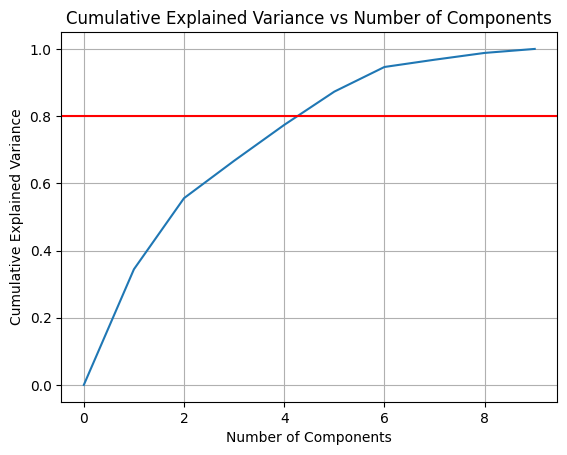 Cumulative Explained Variance vs Number of Components
1.0
0.8
0.6
0.4
0.2
0.0
Cumulative Explained Variance
0 2 4 6 8
Number of Components